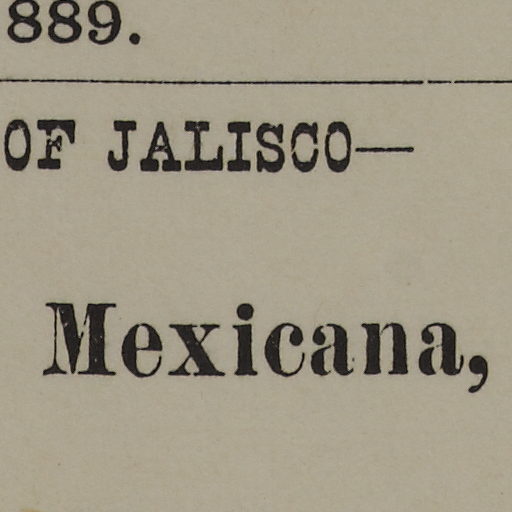 889.
OF JALISCO—
Mexicana,